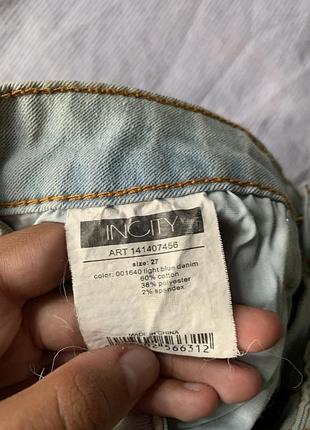 INCITY
ART 141407456
size: 27
color: 001640 light blue denim
60% cotton
38% polyester
2% spandex
MADE IN CHINA
66312